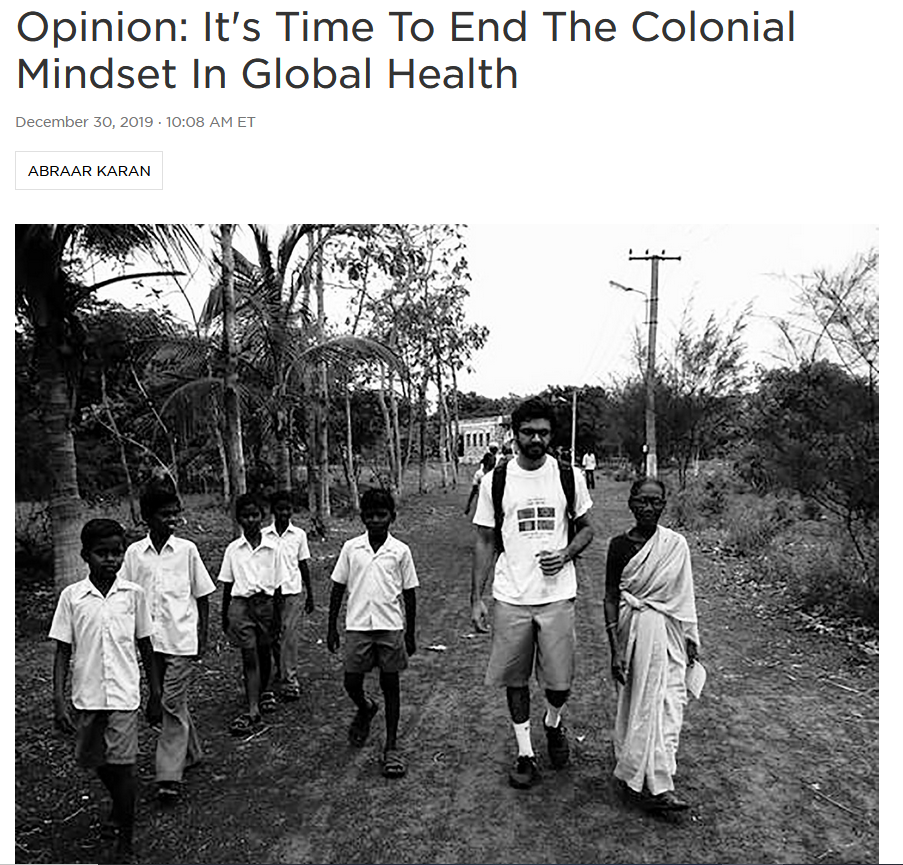 Opinion: It's Time To End The Colonial
Mindset In Global Health
December 30, 2019 · 10:08 AM ET
ABRAAR KARAN